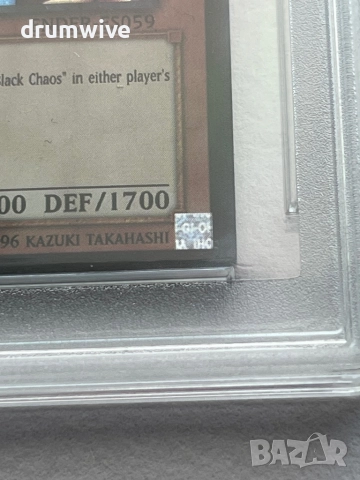 drumwive
lack Chaos" in either player's
00 DEF/1700
96 KAZUKI TAKAHASHI
BAZAR